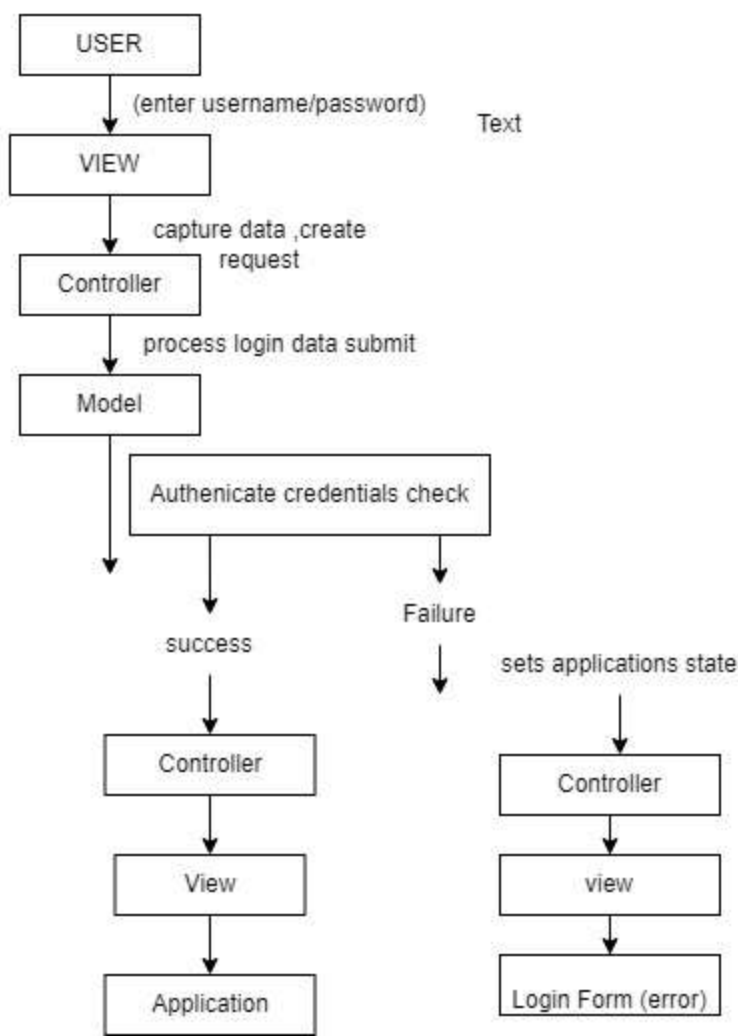 USER
(enter username/password)
Text
VIEW
capture data ,create
request
Controller
process login data submit
Model
Authenicate credentials check
Failure
success
sets applications state
Controller
Controller
View
view
Application
Login Form (error)